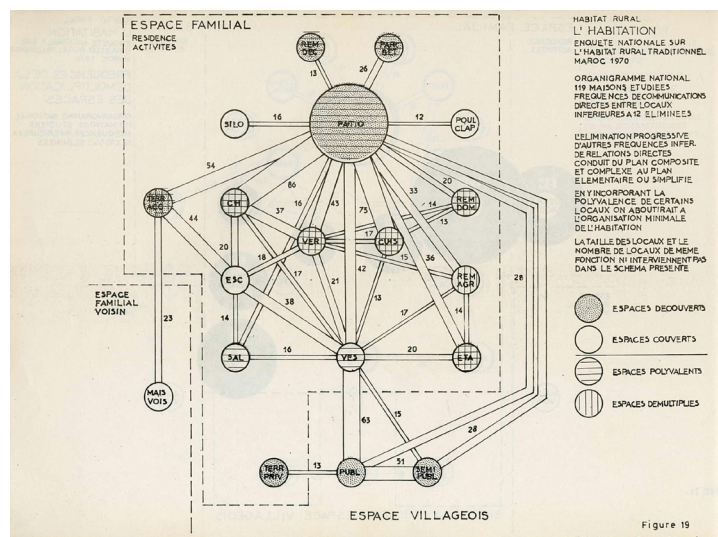 ESPACE FAMILIAL
RESIDENCE
ACTIVITES
REM
DEC
PARC
BET
13
26
SILO
16
PATIO
12
POUL
CLAP
54
86
33
20
TERR
ACC
CH
16
43
75
14
REM
DOM
44
37
13
VER
17
CUIS
20
18
15
36
ESC
17
21
42
REM
AGR
28
38
13
17
14
14
23
ESPACE
FAMILIAL
VOISIN
SAL
16
VES
20
ETA
MAIS
VOIS
63
15
28
TERR
PRIV
13
PUBL
51
SEMI
PUBL
ESPACE VILLAGEOIS
HABITAT RURAL
L'HABITATION
ENQUETE NATIONALE SUR
L'HABITAT RURAL TRADITIONNEL
MAROC 1970
ORGANIGRAMME NATIONAL
119 MAISONS ETUDIEES
FREQUENCES DE COMMUNICATIONS
DIRECTES ENTRE LOCAUX
INFERIEURES A 12 ELIMINEES
L'ELIMINATION PROGRESSIVE
D'AUTRES FREQUENCES INFER.
DE RELATIONS DIRECTES
CONDUIT DU PLAN COMPOSITE
ET COMPLEXE AU PLAN
ELEMENTAIRE OU SIMPLIFIE
EN Y INCORPORANT LA
POLYVALENCE DE CERTAINS
LOCAUX ON ABOUTIRAIT A
L'ORGANISATION MINIMALE
DE L'HABITATION
LA TAILLE DES LOCAUX ET LE
NOMBRE DE LOCAUX DE MEME
FONCTION NI INTERVIENNENT PAS
DANS LE SCHEMA PRESENTE
ESPACES DECOUVERTS
ESPACES COUVERTS
ESPACES POLYVALENTS
ESPACES DEMULTIPLIES
Figure 19